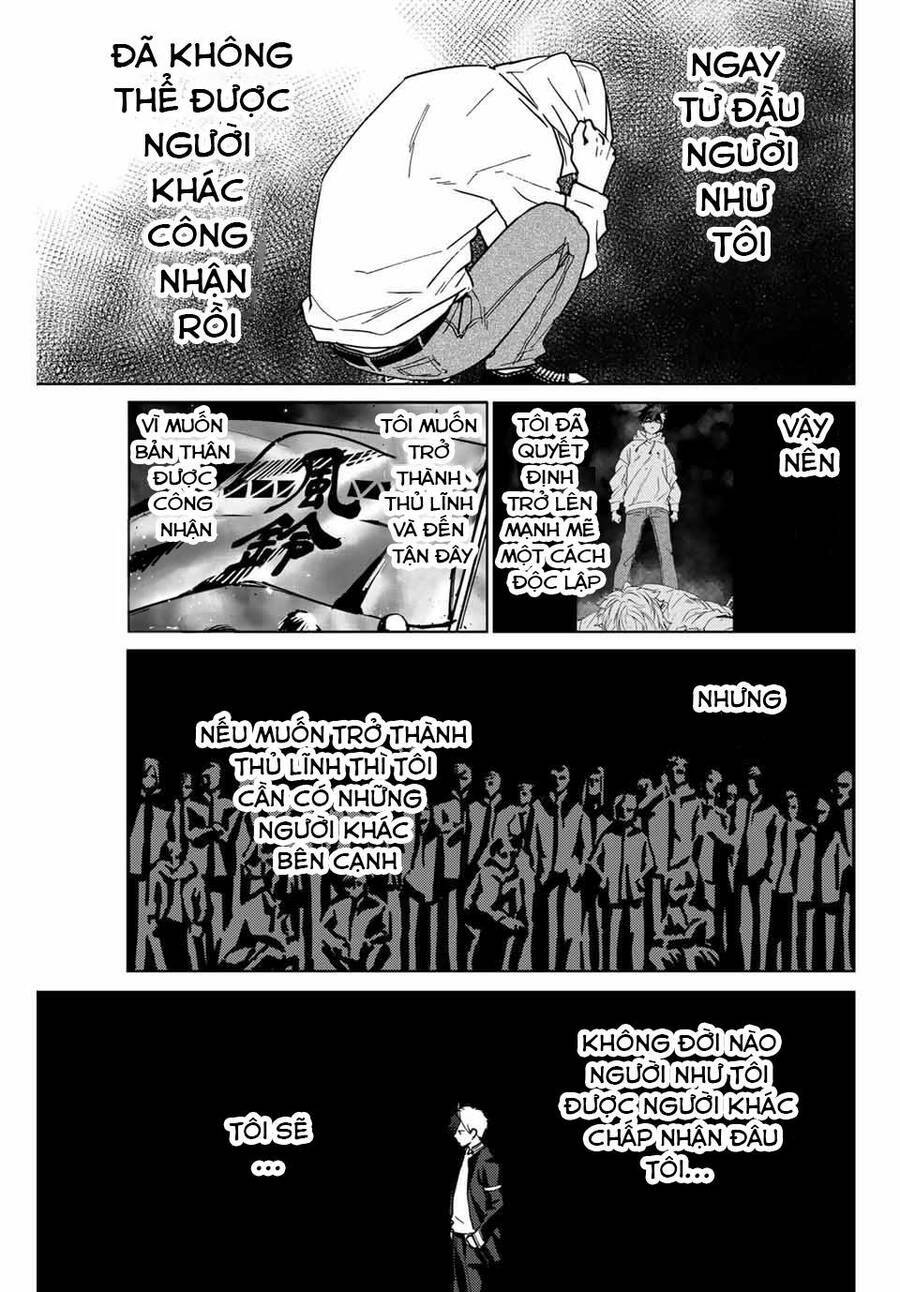 NGAY
TỪ ĐẦU
NGƯỜI
NHƯ
TÔI
ĐÃ KHÔNG
THỂ ĐƯỢC
NGƯỜI
KHÁC
CÔNG
NHẬN
RỒI
VẬY
NÊN
TÔI ĐÃ
QUYẾT
ĐỊNH
TRỞ LÊN
MẠNH MẼ
MỘT CÁCH
ĐỘC LẬP
TÔI MUỐN
TRỞ
THÀNH
THỦ LĨNH
VÀ ĐẾN
TẬN ĐÂY
風
鈴
VÌ MUỐN
BẢN THÂN
ĐƯỢC
CÔNG
NHẬN
NHƯNG
NẾU MUỐN TRỞ THÀNH
THỦ LĨNH THÌ TÔI
CẦN CÓ NHỮNG
NGƯỜI KHÁC
BÊN CẠNH
KHÔNG ĐỜI NÀO
NGƯỜI NHƯ TÔI
ĐƯỢC NGƯỜI KHÁC
CHẤP NHẬN ĐÂU
TÔI...
TÔI SẼ
...